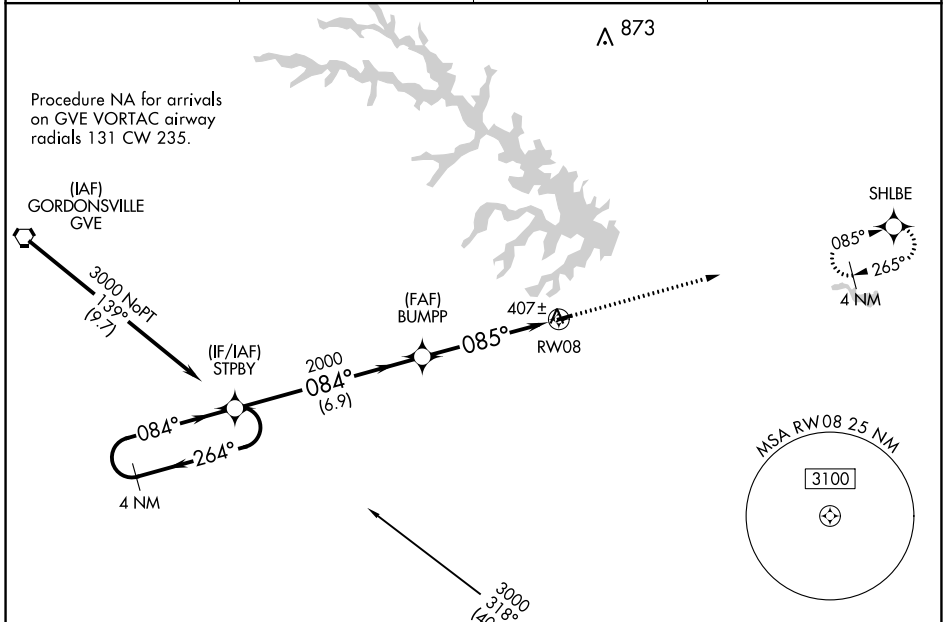 873
Procedure NA for arrivals
on GVE VORTAC airway
radials 131 CW 235.
(IAF)
GORDONSVILLE
GVE
SHLBE
085°
265°
4 NM
3000 NoPT
139°
(9.7)
(FAF)
BUMPP
407±
085°
RW08
(IF/IAF)
STPBY
2000
084°
(6.9)
084°
264°
4 NM
MSA RW08 25 NM
3100
3000
318°